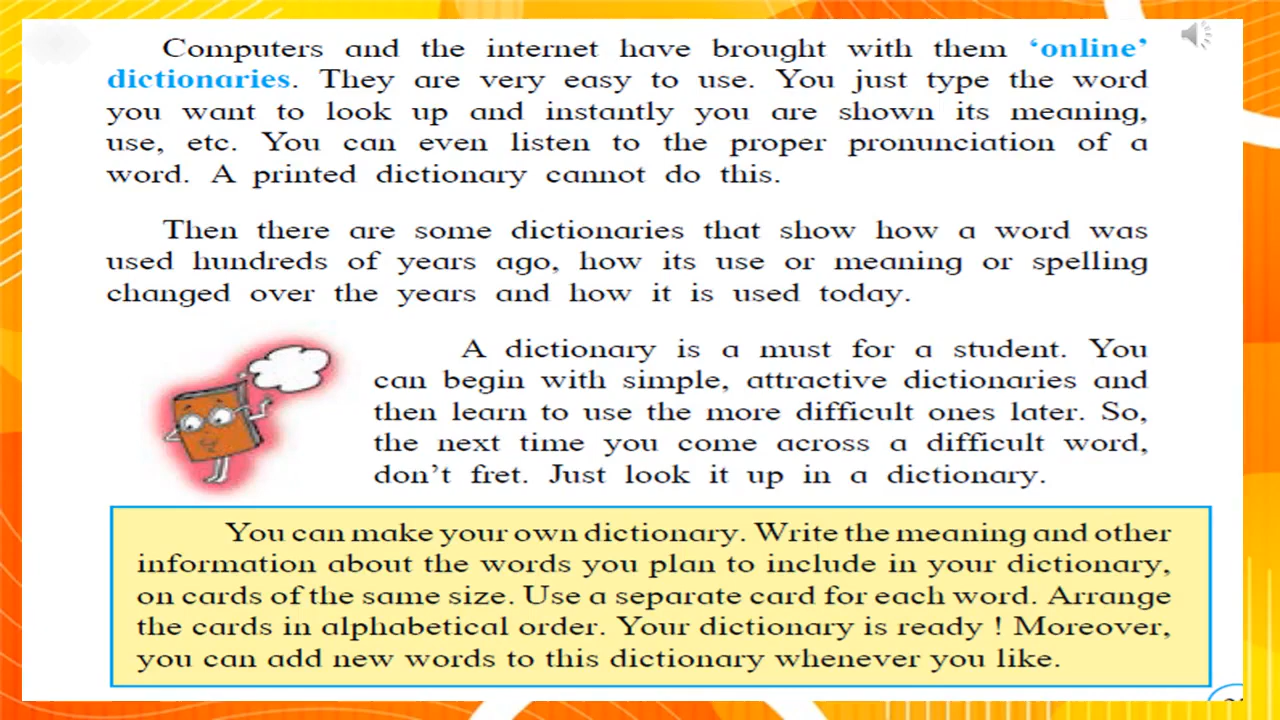 Computers and the internet have brought with them ‘online’
dictionaries. They are very easy to use. You just type the word
you want to look up and instantly you are shown its meaning,
use, etc. You can even listen to the proper pronunciation of a
word. A printed dictionary cannot do this.
Then there are some dictionaries that show how a word was
used hundreds of years ago, how its use or meaning or spelling
changed over the years and how it is used today.
A dictionary is a must for a student. You
can begin with simple, attractive dictionaries and
then learn to use the more difficult ones later. So,
the next time you come across a difficult word,
don’t fret. Just look it up in a dictionary.
You can make your own dictionary. Write the meaning and other
information about the words you plan to include in your dictionary,
on cards of the same size. Use a separate card for each word. Arrange
the cards in alphabetical order. Your dictionary is ready ! Moreover,
you can add new words to this dictionary whenever you like.